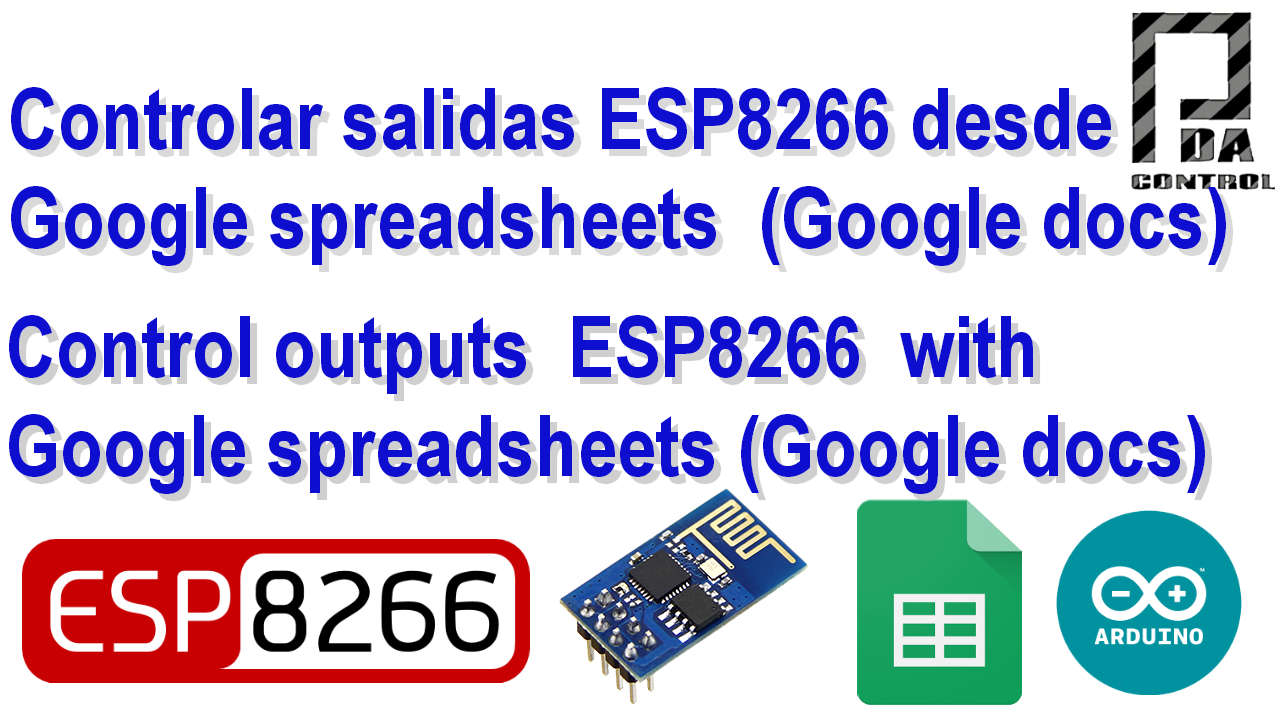 Controlar salidas ESP8266 desde
Google spreadsheets (Google docs)
PDA
CONTROL
Control outputs ESP8266 with
Google spreadsheets (Google docs)
ESP8266
ARDUINO